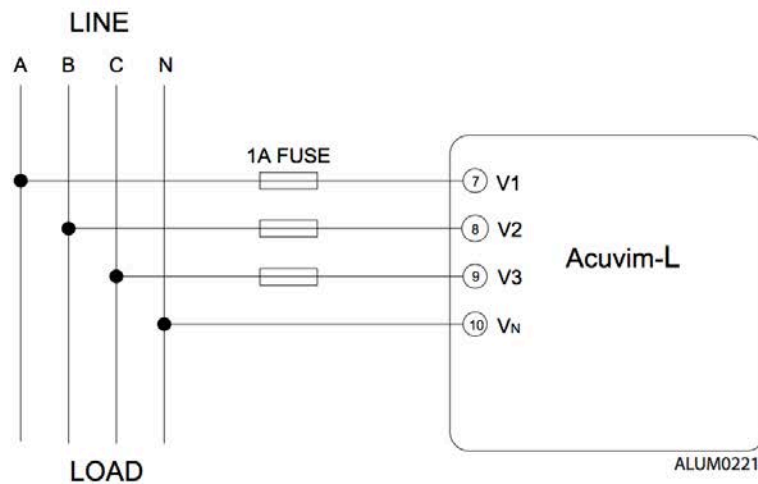 LINE
A B C N
1A FUSE
7 V1
8 V2
9 V3
10 VN
Acuvim-L
LOAD
ALUM0221